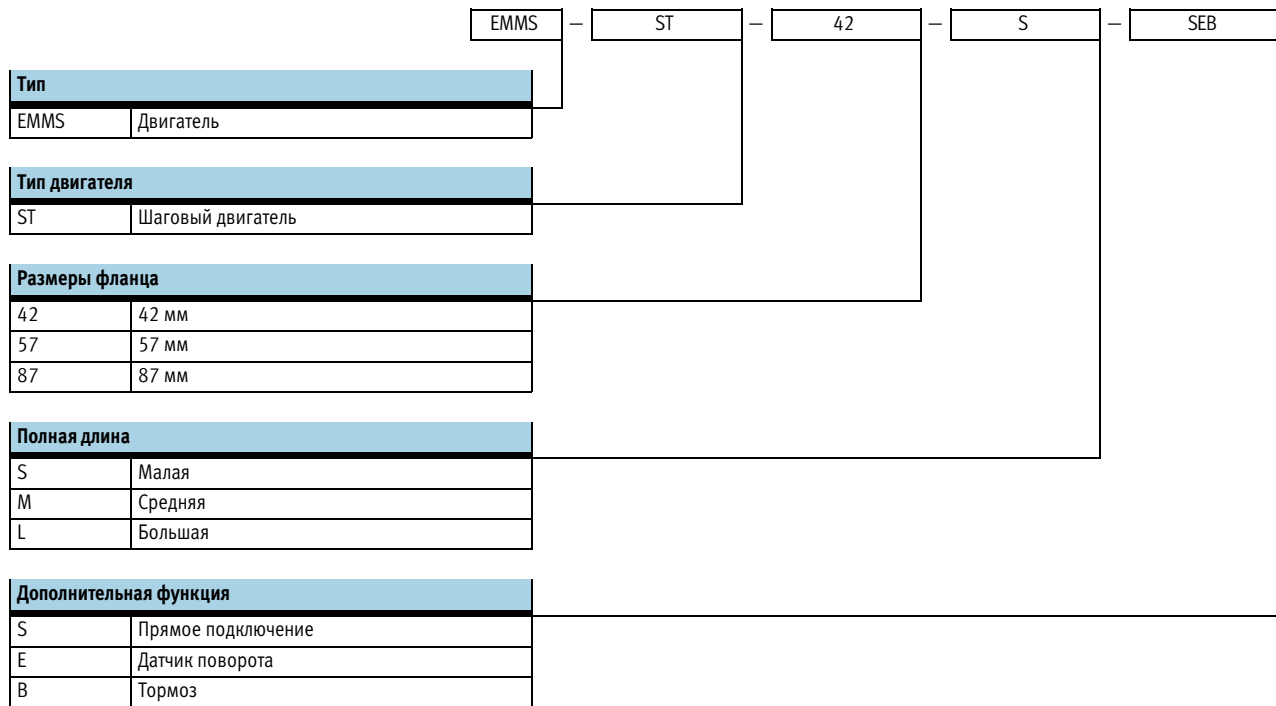 EMMS – ST – 42 – S – SEB
Тип
EMMS Двигатель
Тип двигателя
ST Шаговый двигатель
Размеры фланца
42 42 мм
57 57 мм
87 87 мм
Полная длина
S Малая
M Средняя
L Большая
Дополнительная функция
S Прямое подключение
E Датчик поворота
B Тормоз